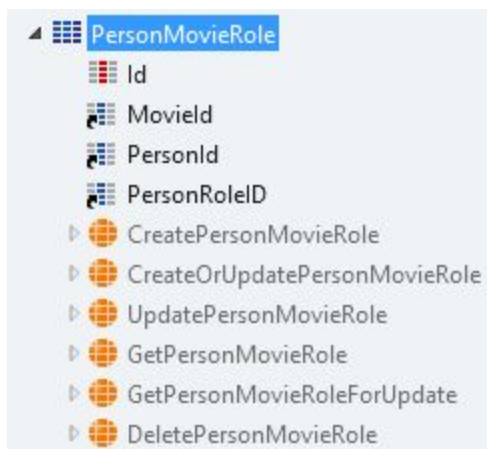 PersonMovieRole
Id
MovieId
PersonId
PersonRoleID
CreatePersonMovieRole
CreateOrUpdatePersonMovieRole
UpdatePersonMovieRole
GetPersonMovieRole
GetPersonMovieRoleForUpdate
DeletePersonMovieRole